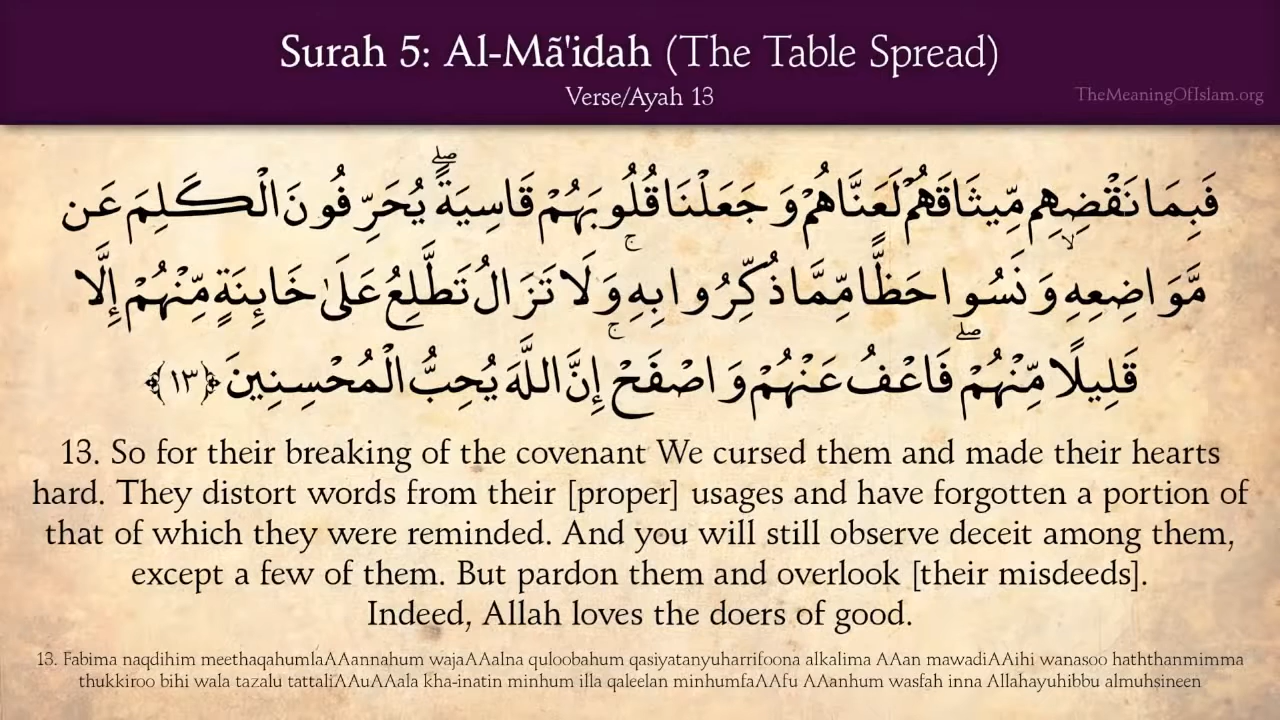 Surah 5: Al-Mã'idah (The Table Spread)
Verse/Ayah 13
TheMeaningOfIslam.org
فَبِمَا نَقْضِهِم مِّيثَاقَهُمْ لَعَنَّاهُمْ وَجَعَلْنَا قُلُوبَهُمْ قَاسِيَةً ۖ يُحَرِّفُونَ الْكَلِمَ عَن
مَّوَاضِعِهِ ۙ وَنَسُوا حَظًّا مِّمَّا ذُكِّرُوا بِهِ ۚ وَلَا تَزَالُ تَطَّلِعُ عَلَىٰ خَائِنَةٍ مِّنْهُمْ إِلَّا
قَلِيلًا مِّنْهُمْ ۖ فَاعْفُ عَنْهُمْ وَاصْفَحْ ۚ إِنَّ اللَّهَ يُحِبُّ الْمُحْسِنِينَ ﴿١٣﴾
13. So for their breaking of the covenant We cursed them and made their hearts
hard. They distort words from their [proper] usages and have forgotten a portion of
that of which they were reminded. And you will still observe deceit among them,
except a few of them. But pardon them and overlook [their misdeeds].
Indeed, Allah loves the doers of good.
13. Fabima naqdihim meethaqahumlaAAannahum wajaAAalna quloobahum qasiyatanyuharrifoona alkalima AAan mawadiAAihi wanasoo haththanmimma
thukkiroo bihi wala tazalu tattaliAAuAAala kha-inatin minhum illa qaleelan minhumfaAAfu AAanhum wasfah inna Allahayuhibbu almuhsineen